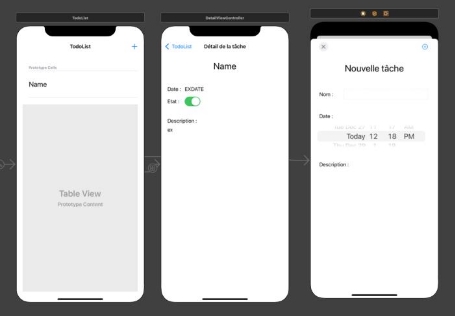 TodoList
DetailViewController
TodoList
+
Prototype Cells
Name
Table View
Prototype Content
TodoList
Détail de la tâche
Name
Date : EXDATE
Etat :
Description :
ex
Nouvelle tâche
Nom :
Date :
Today 12 18 PM
Description :